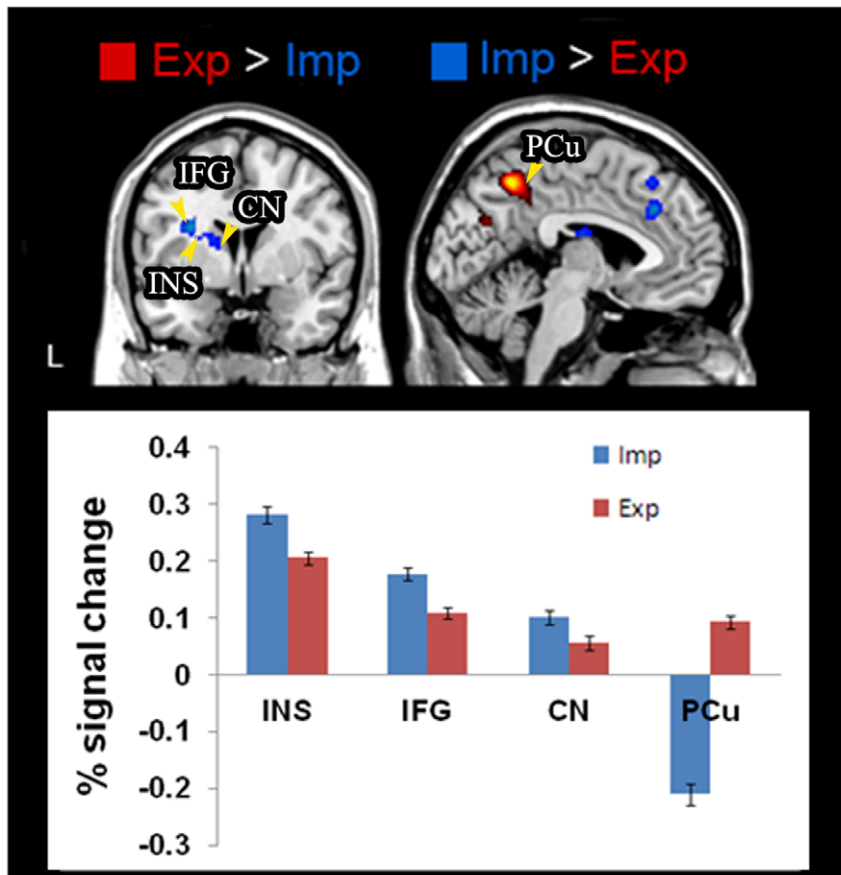 Exp > Imp
Imp > Exp
IFG
CN
INS
PCu
L
% signal change
0.4
0.3
0.2
0.1
0
-0.1
-0.2
-0.3
Imp
Exp
INS
IFG
CN
PCu